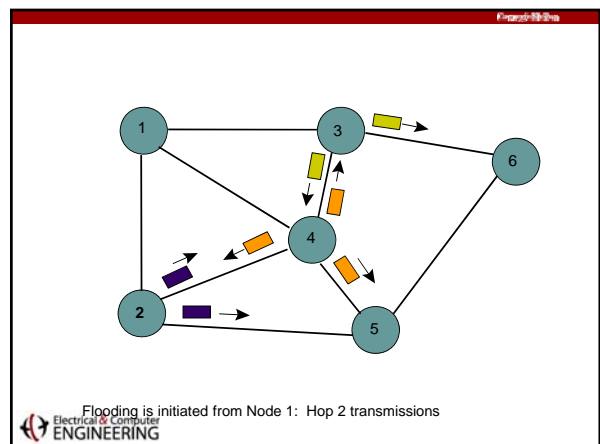 1
3
6
4
2
5
Flooding is initiated from Node 1: Hop 2 transmissions
Electrical & Computer
ENGINEERING